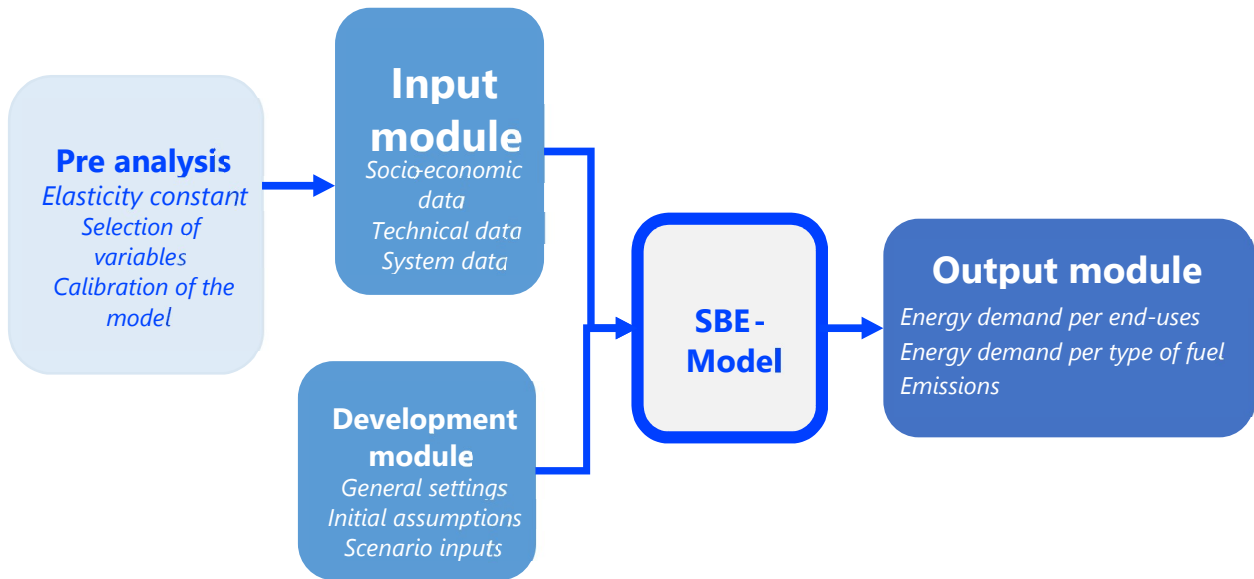 Pre analysis
Elasticity constant
Selection of
variables
Calibration of the
model
Input
module
Socio-economic
data
Technical data
System data
Development
module
General settings
Initial assumptions
Scenario inputs
SBE-
Model
Output module
Energy demand per end-uses
Energy demand per type of fuel
Emissions